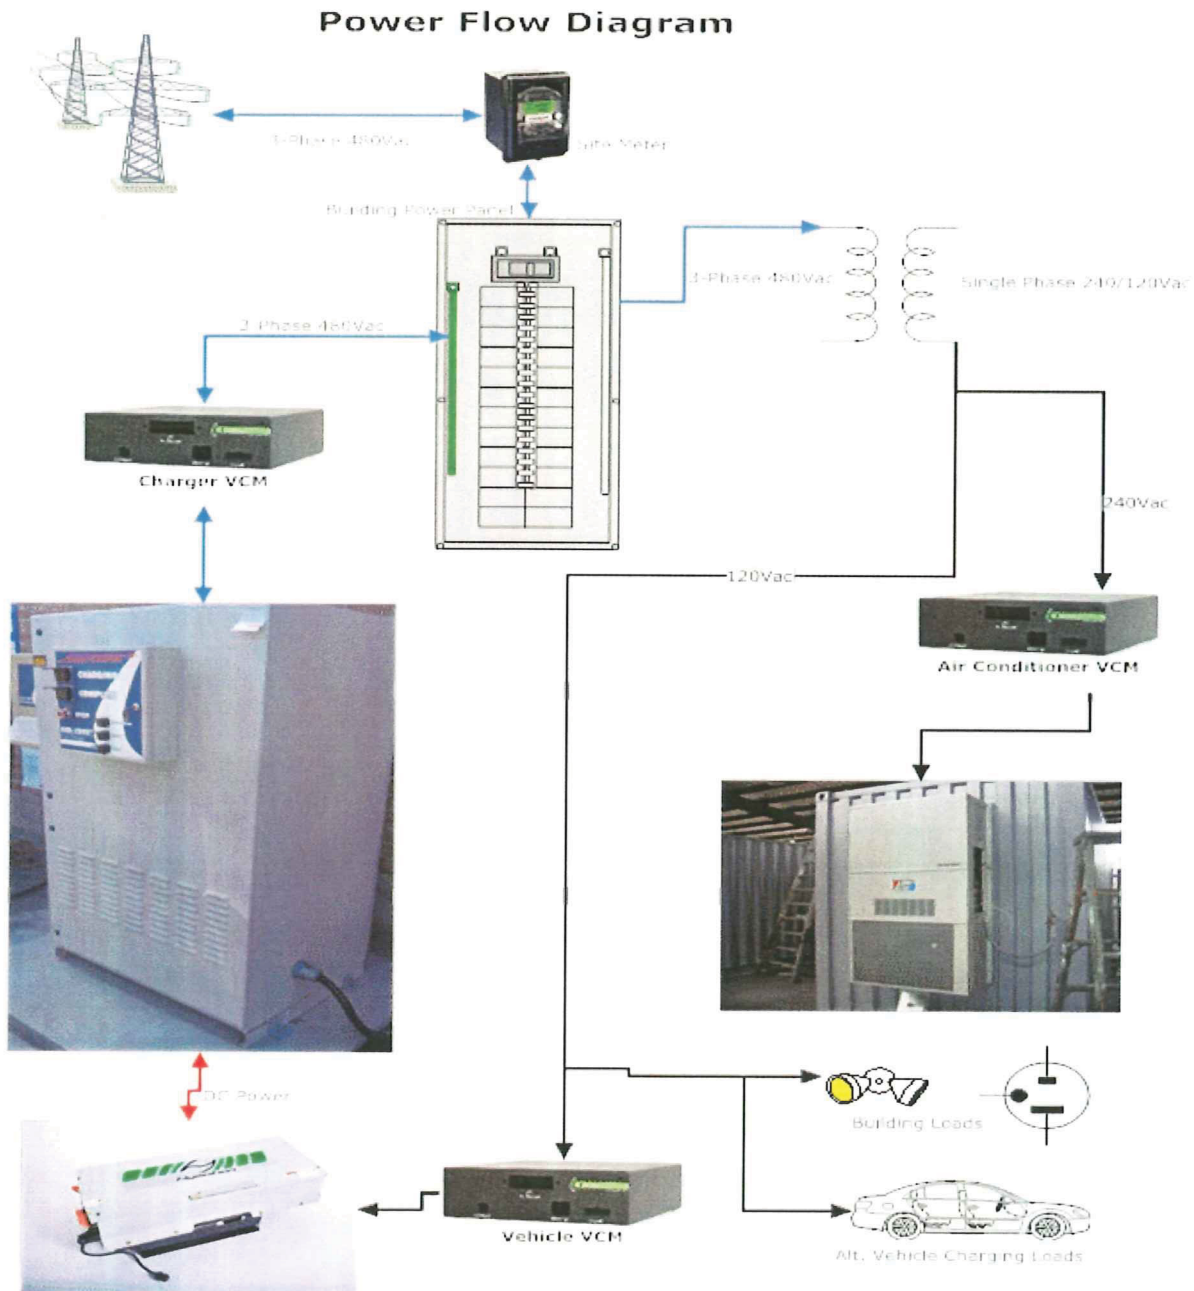 Power Flow Diagram
3-Phase 480Vac
Site Meter
Building Power Panel
3-Phase 480Vac
Single Phase 240/120Vac
3-Phase 480Vac
Charger VCM
240Vac
120Vac
Air Conditioner VCM
DC Power
Building Loads
Vehicle VCM
Alt. Vehicle Charging Loads